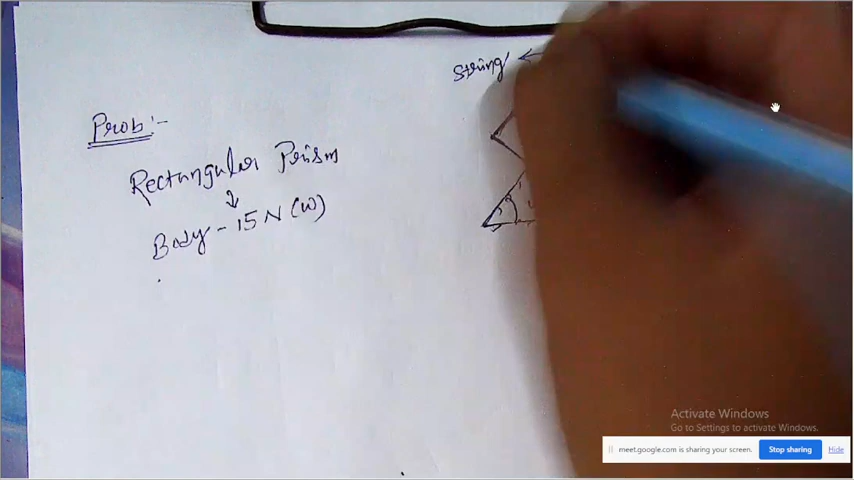 String ←
Prob:-
Rectangular Prism
↓
Body - 15 N (W)
Activate Windows
Go to Settings to activate Windows.
meet.google.com is sharing your screen.
Stop sharing
Hide